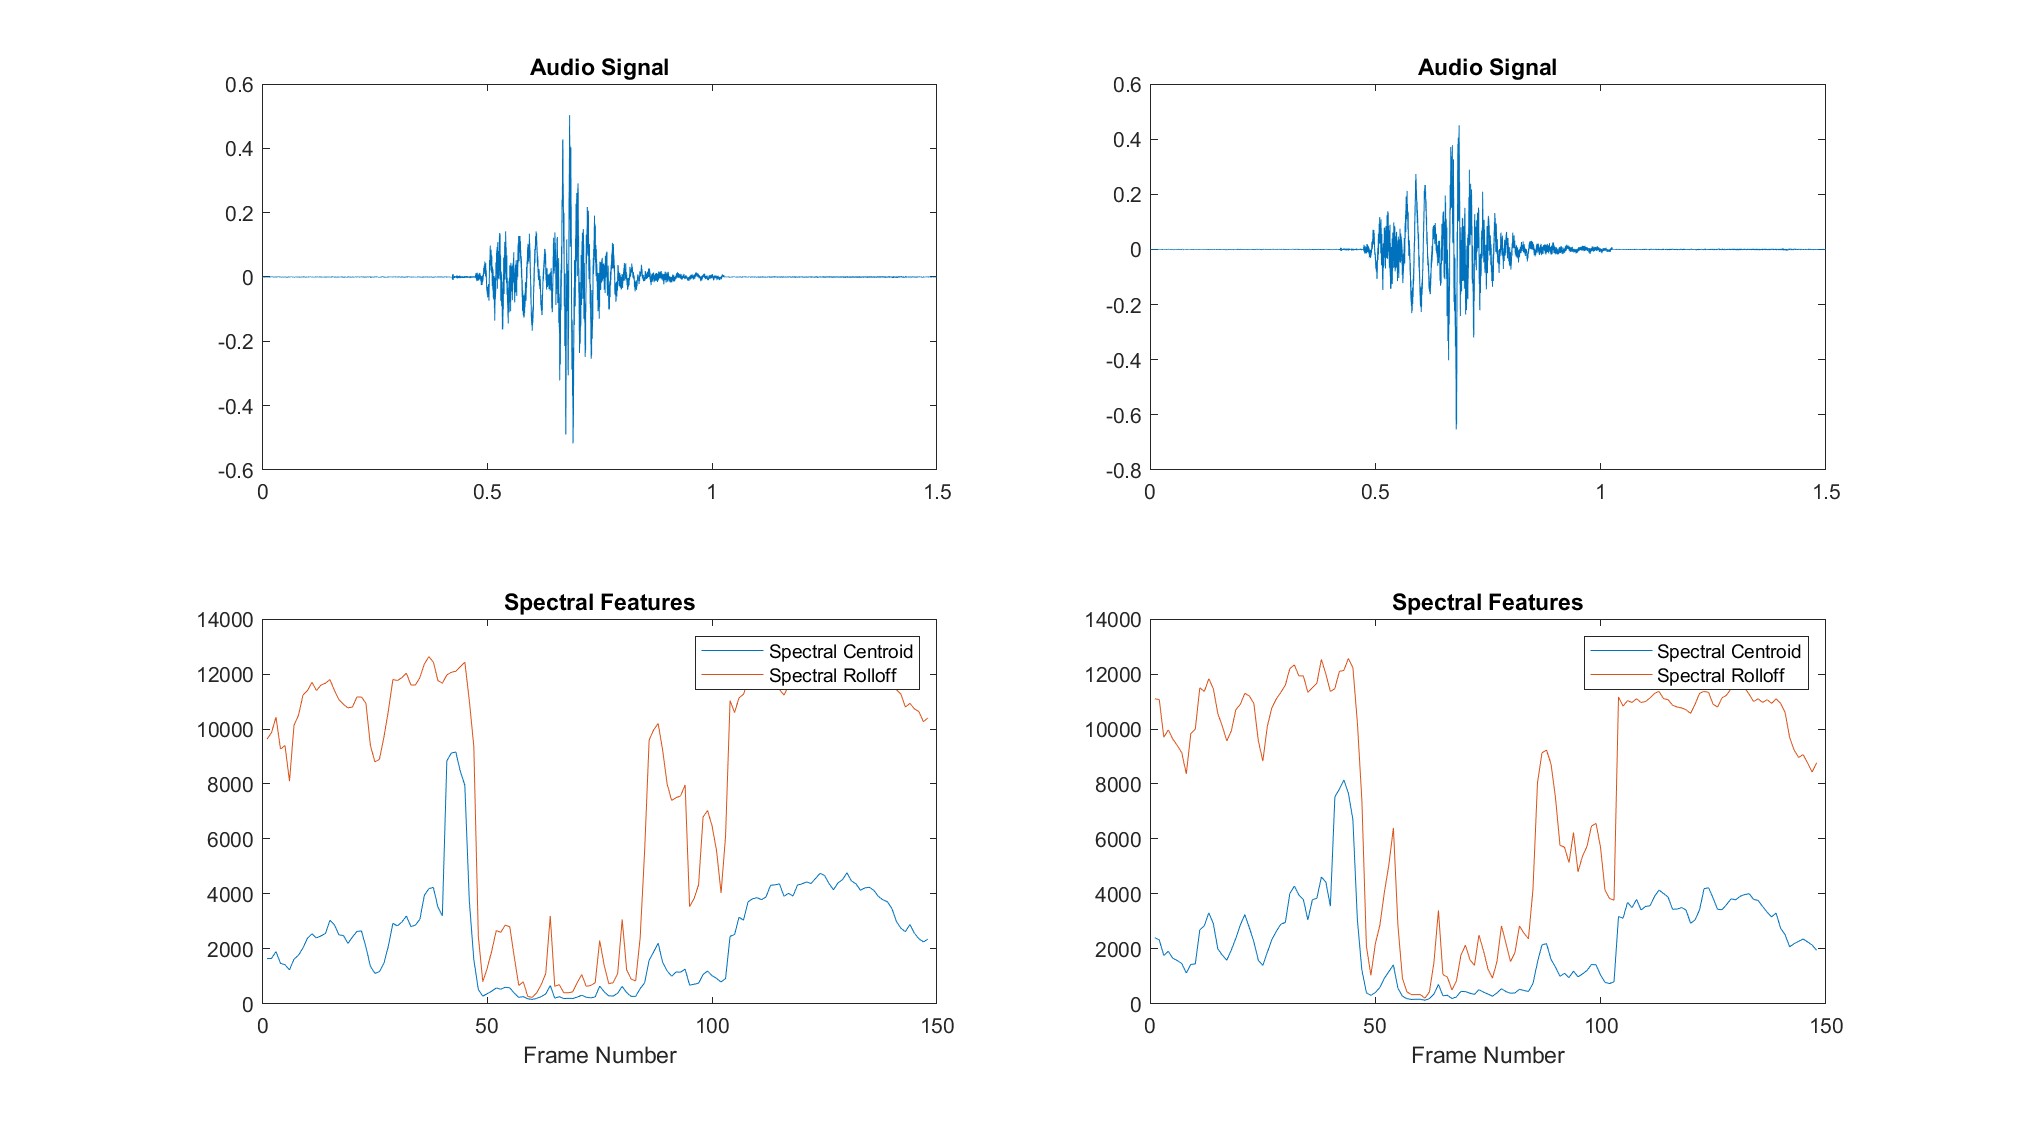 Audio Signal
0.6
0.4
0.2
0
-0.2
-0.4
-0.6
0 0.5 1 1.5
Audio Signal
0.6
0.4
0.2
0
-0.2
-0.4
-0.6
-0.8
0 0.5 1 1.5
Spectral Features
14000
12000
10000
8000
6000
4000
2000
0
Spectral Centroid
Spectral Rolloff
0 50 100 150
Frame Number
Spectral Features
14000
12000
10000
8000
6000
4000
2000
0
Spectral Centroid
Spectral Rolloff
0 50 100 150
Frame Number